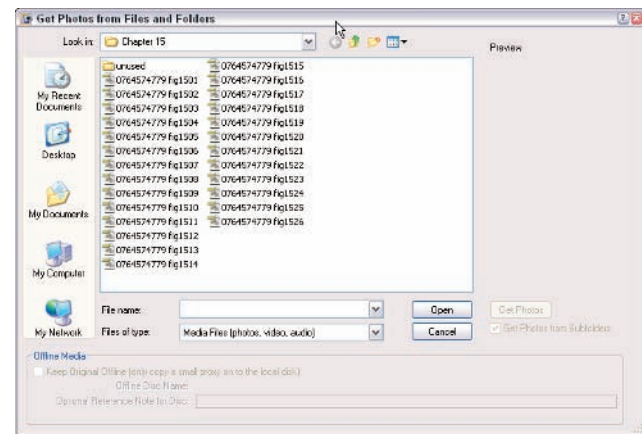 Get Photos from Files and Folders
Look in:
Chapter 15
Preview
unused
0764574779 fig1501
0764574779 fig1502
0764574779 fig1503
0764574779 fig1504
0764574779 fig1505
0764574779 fig1506
0764574779 fig1507
0764574779 fig1508
0764574779 fig1509
0764574779 fig1510
0764574779 fig1511
0764574779 fig1512
0764574779 fig1513
0764574779 fig1514
0764574779 fig1515
0764574779 fig1516
0764574779 fig1517
0764574779 fig1518
0764574779 fig1519
0764574779 fig1520
0764574779 fig1521
0764574779 fig1522
0764574779 fig1523
0764574779 fig1524
0764574779 fig1525
0764574779 fig1526
My Recent
Documents
Desktop
My Documents
My Computer
My Network
File name:
Open
Get Photos
Files of type:
Media Files (photos, video, audio)
Cancel
Get Photos from Subfolders
Offline Media
Keep Original Offline (only copy a small proxy on to the local disk)
Offline Disc Name:
Optional Reference Note for Disc: